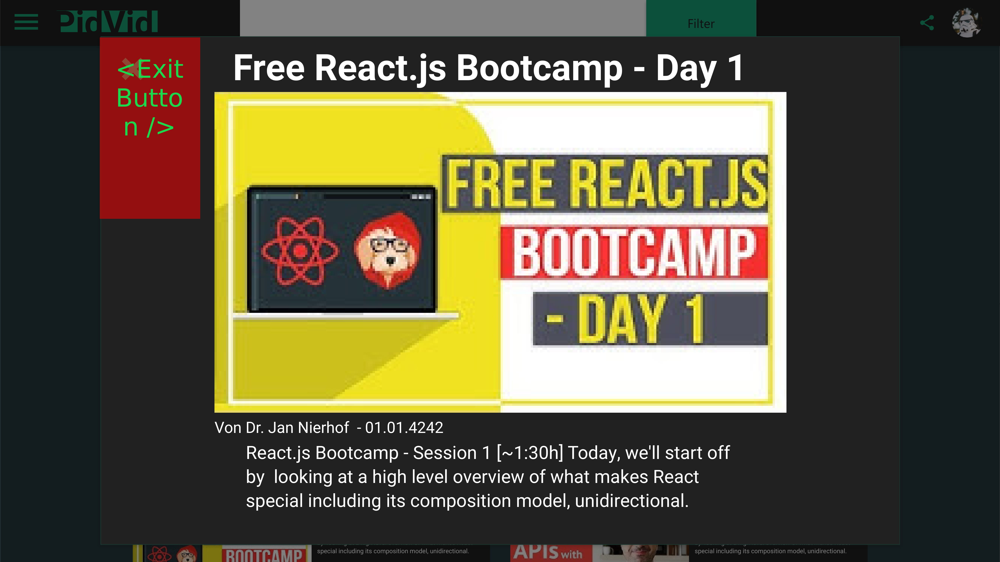 PidVid
Filter
<Exit
Butto
n />
Free React.js Bootcamp - Day 1
FREE REACT.JS
BOOTCAMP
- DAY 1
Von Dr. Jan Nierhof  - 01.01.4242
React.js Bootcamp - Session 1 [~1:30h] Today, we'll start off
by  looking at a high level overview of what makes React
special including its composition model, unidirectional.
BOOTCAMP
special including its composition model, unidirectional.
APIs with
special including its composition model, unidirectional.